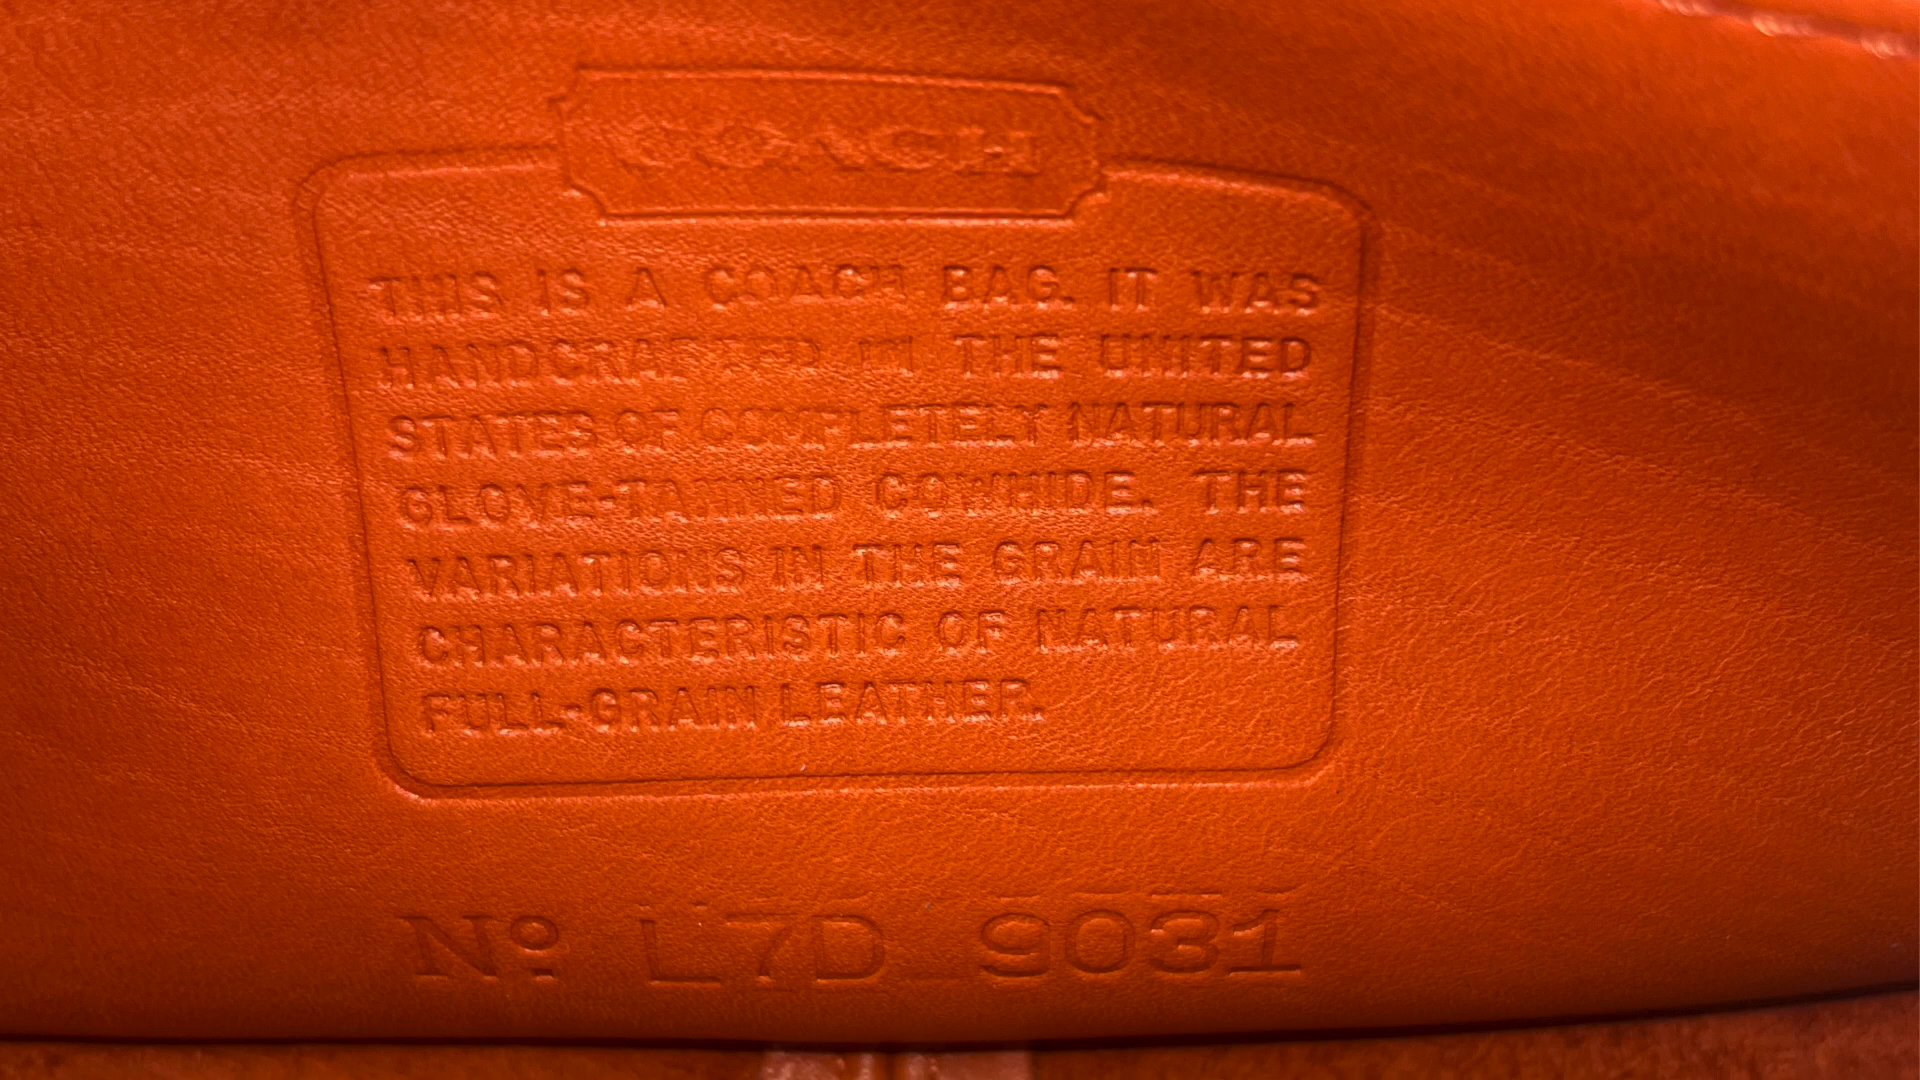 COACH
THIS IS A COACH BAG. IT WAS
HANDCRAFTED IN THE UNITED
STATES OF COMPLETELY NATURAL
GLOVE-TANNED COWHIDE. THE
VARIATIONS IN THE GRAIN ARE
CHARACTERISTIC OF NATURAL
FULL-GRAIN LEATHER.
Nº L7D-9031